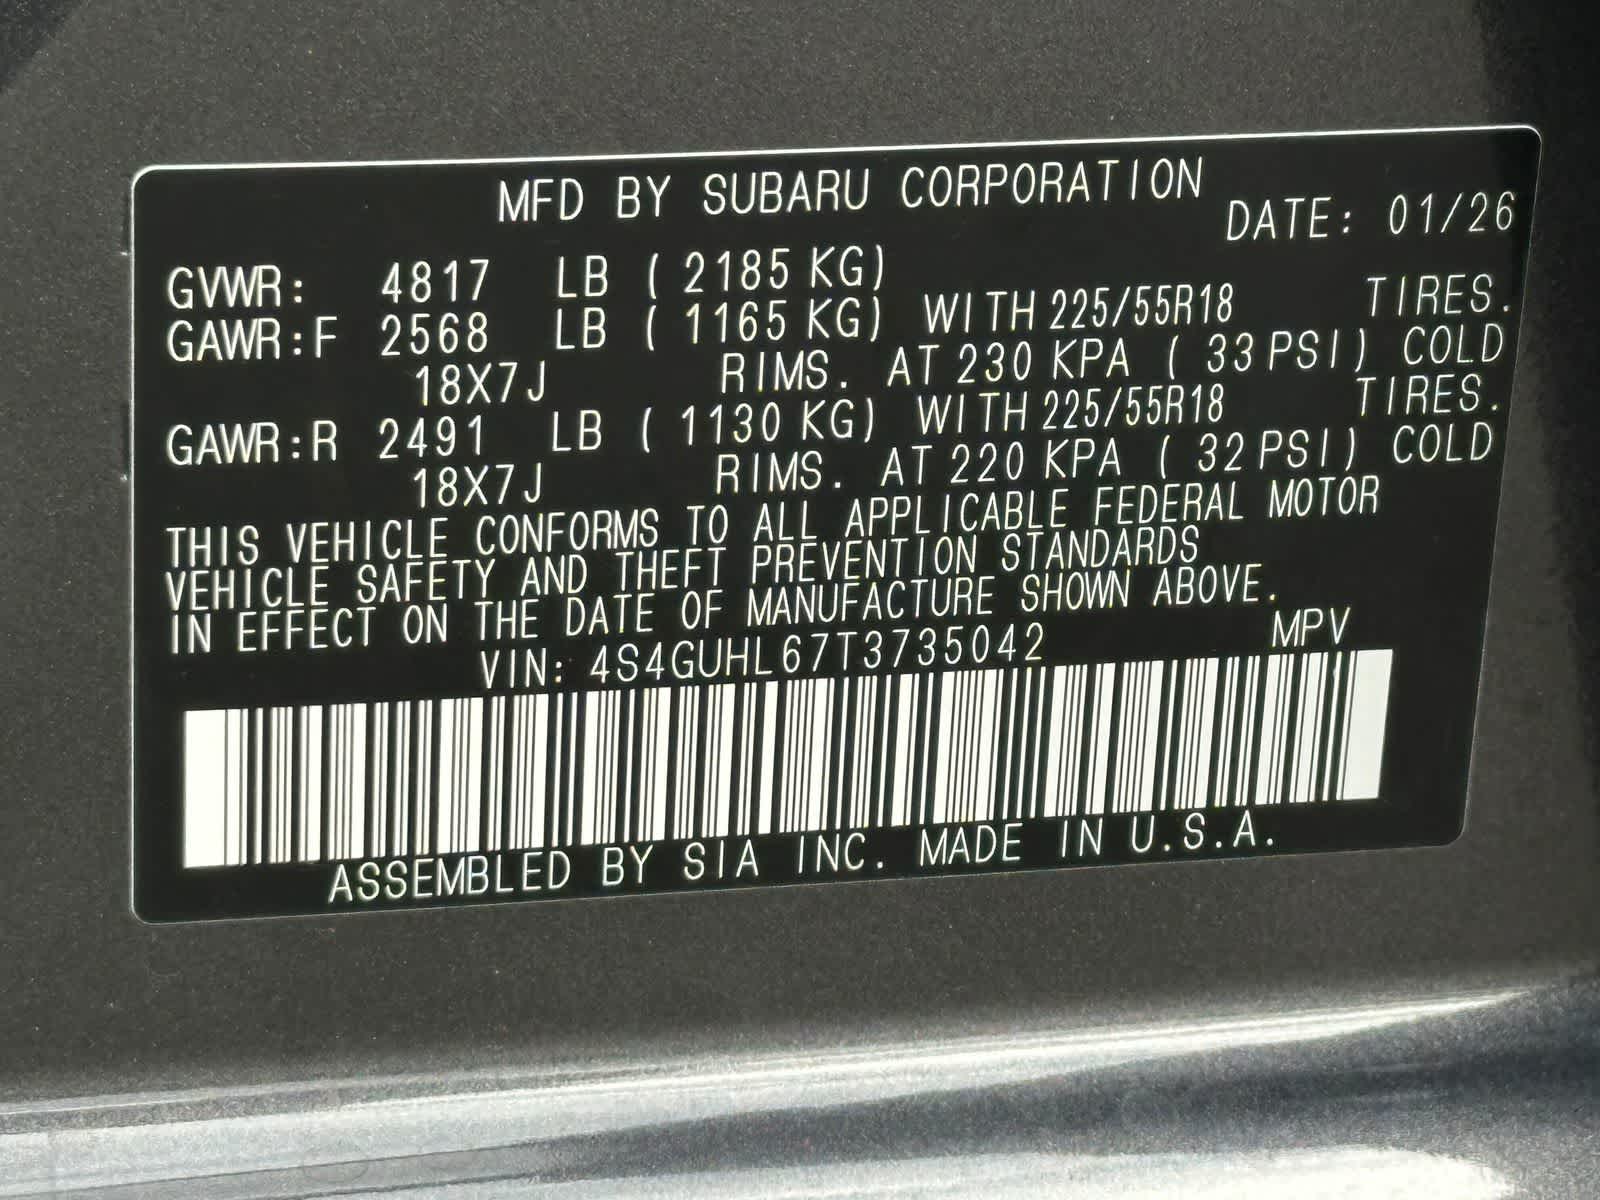 MFD BY SUBARU CORPORATION
DATE: 01/26
GVWR: 4817 LB ( 2185 KG)
GAWR:F 2568 LB ( 1165 KG) WITH 225/55R18 TIRES.
18X7J RIMS. AT 230 KPA ( 33 PSI) COLD
GAWR:R 2491 LB ( 1130 KG) WITH 225/55R18 TIRES.
18X7J RIMS. AT 220 KPA ( 32 PSI) COLD
THIS VEHICLE CONFORMS TO ALL APPLICABLE FEDERAL MOTOR
VEHICLE SAFETY AND THEFT PREVENTION STANDARDS
IN EFFECT ON THE DATE OF MANUFACTURE SHOWN ABOVE.
VIN: 4S4GUHL67T3735042 MPV
ASSEMBLED BY SIA INC. MADE IN U.S.A.